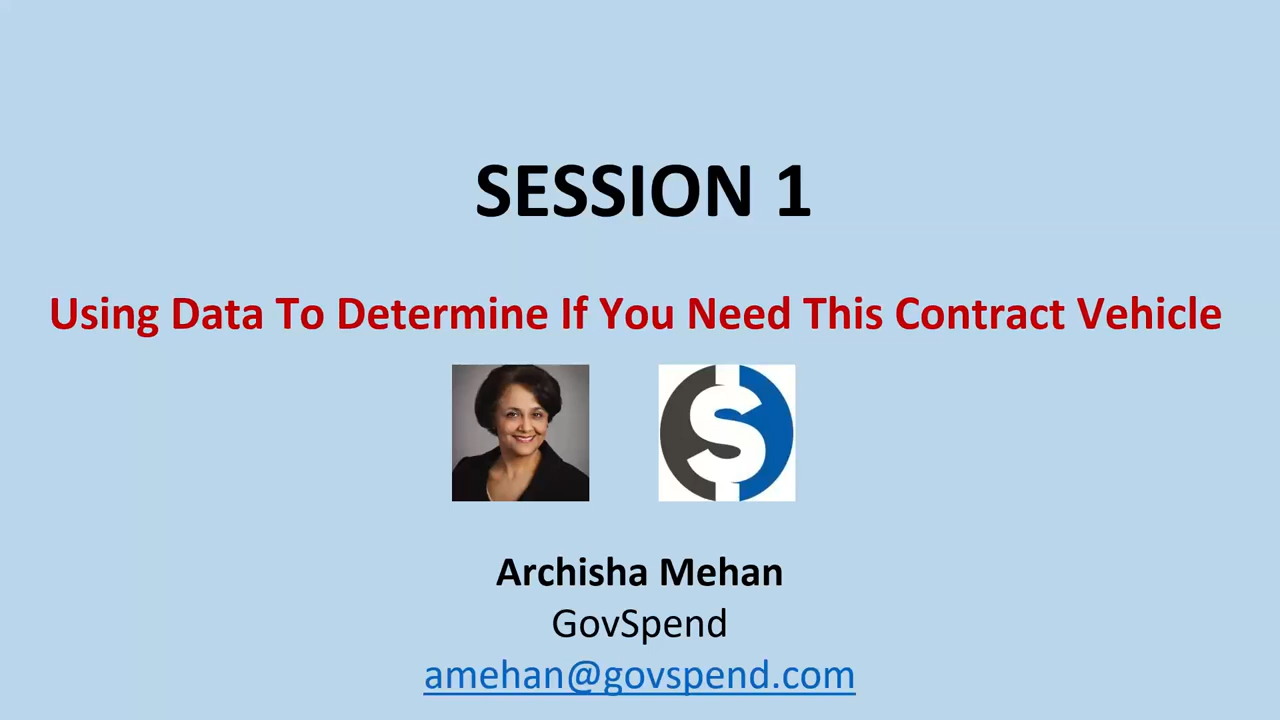 SESSION 1
Using Data To Determine If You Need This Contract Vehicle
S
Archisha Mehan
GovSpend
amehan@govspend.com